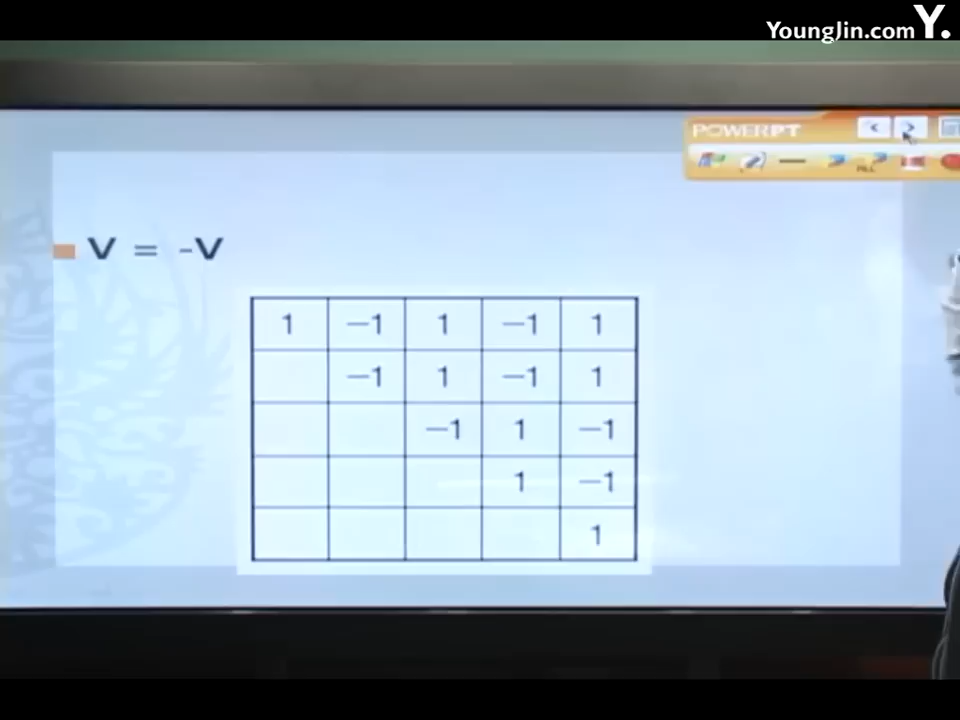 YoungJin.com Y.
POWERPT
V = -V
1 −1 1 −1 1
−1 1 −1 1
−1 1 −1
1 −1
1